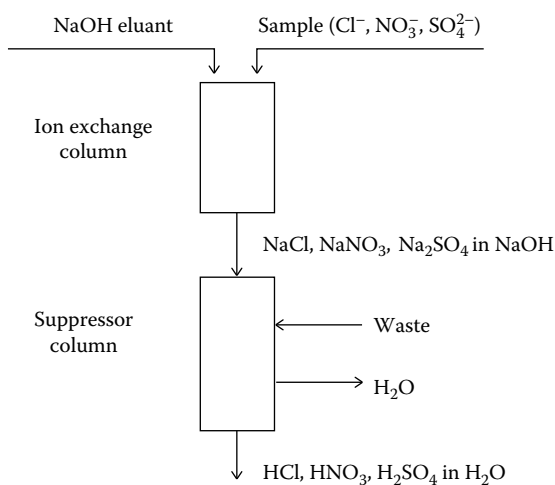 NaOH eluant
Sample (Cl⁻, NO₃⁻, SO₄²⁻)
Ion exchange
column
NaCl, NaNO₃, Na₂SO₄ in NaOH
Suppressor
column
Waste
H₂O
HCl, HNO₃, H₂SO₄ in H₂O